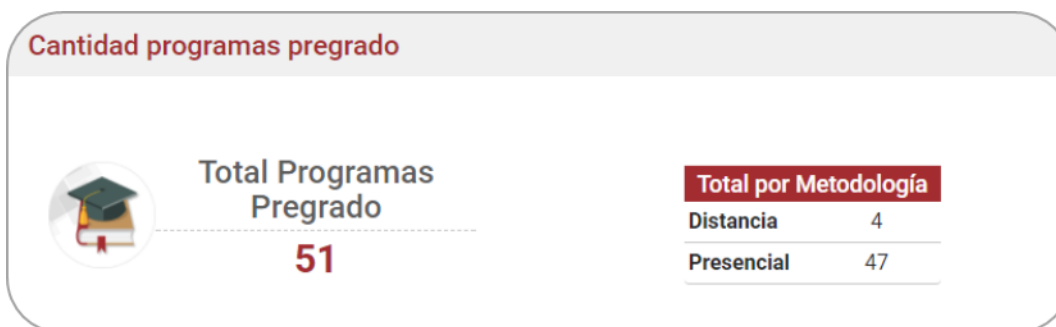 Cantidad programas pregrado
Total Programas
Pregrado
51
Total por Metodología
Distancia 4
Presencial 47